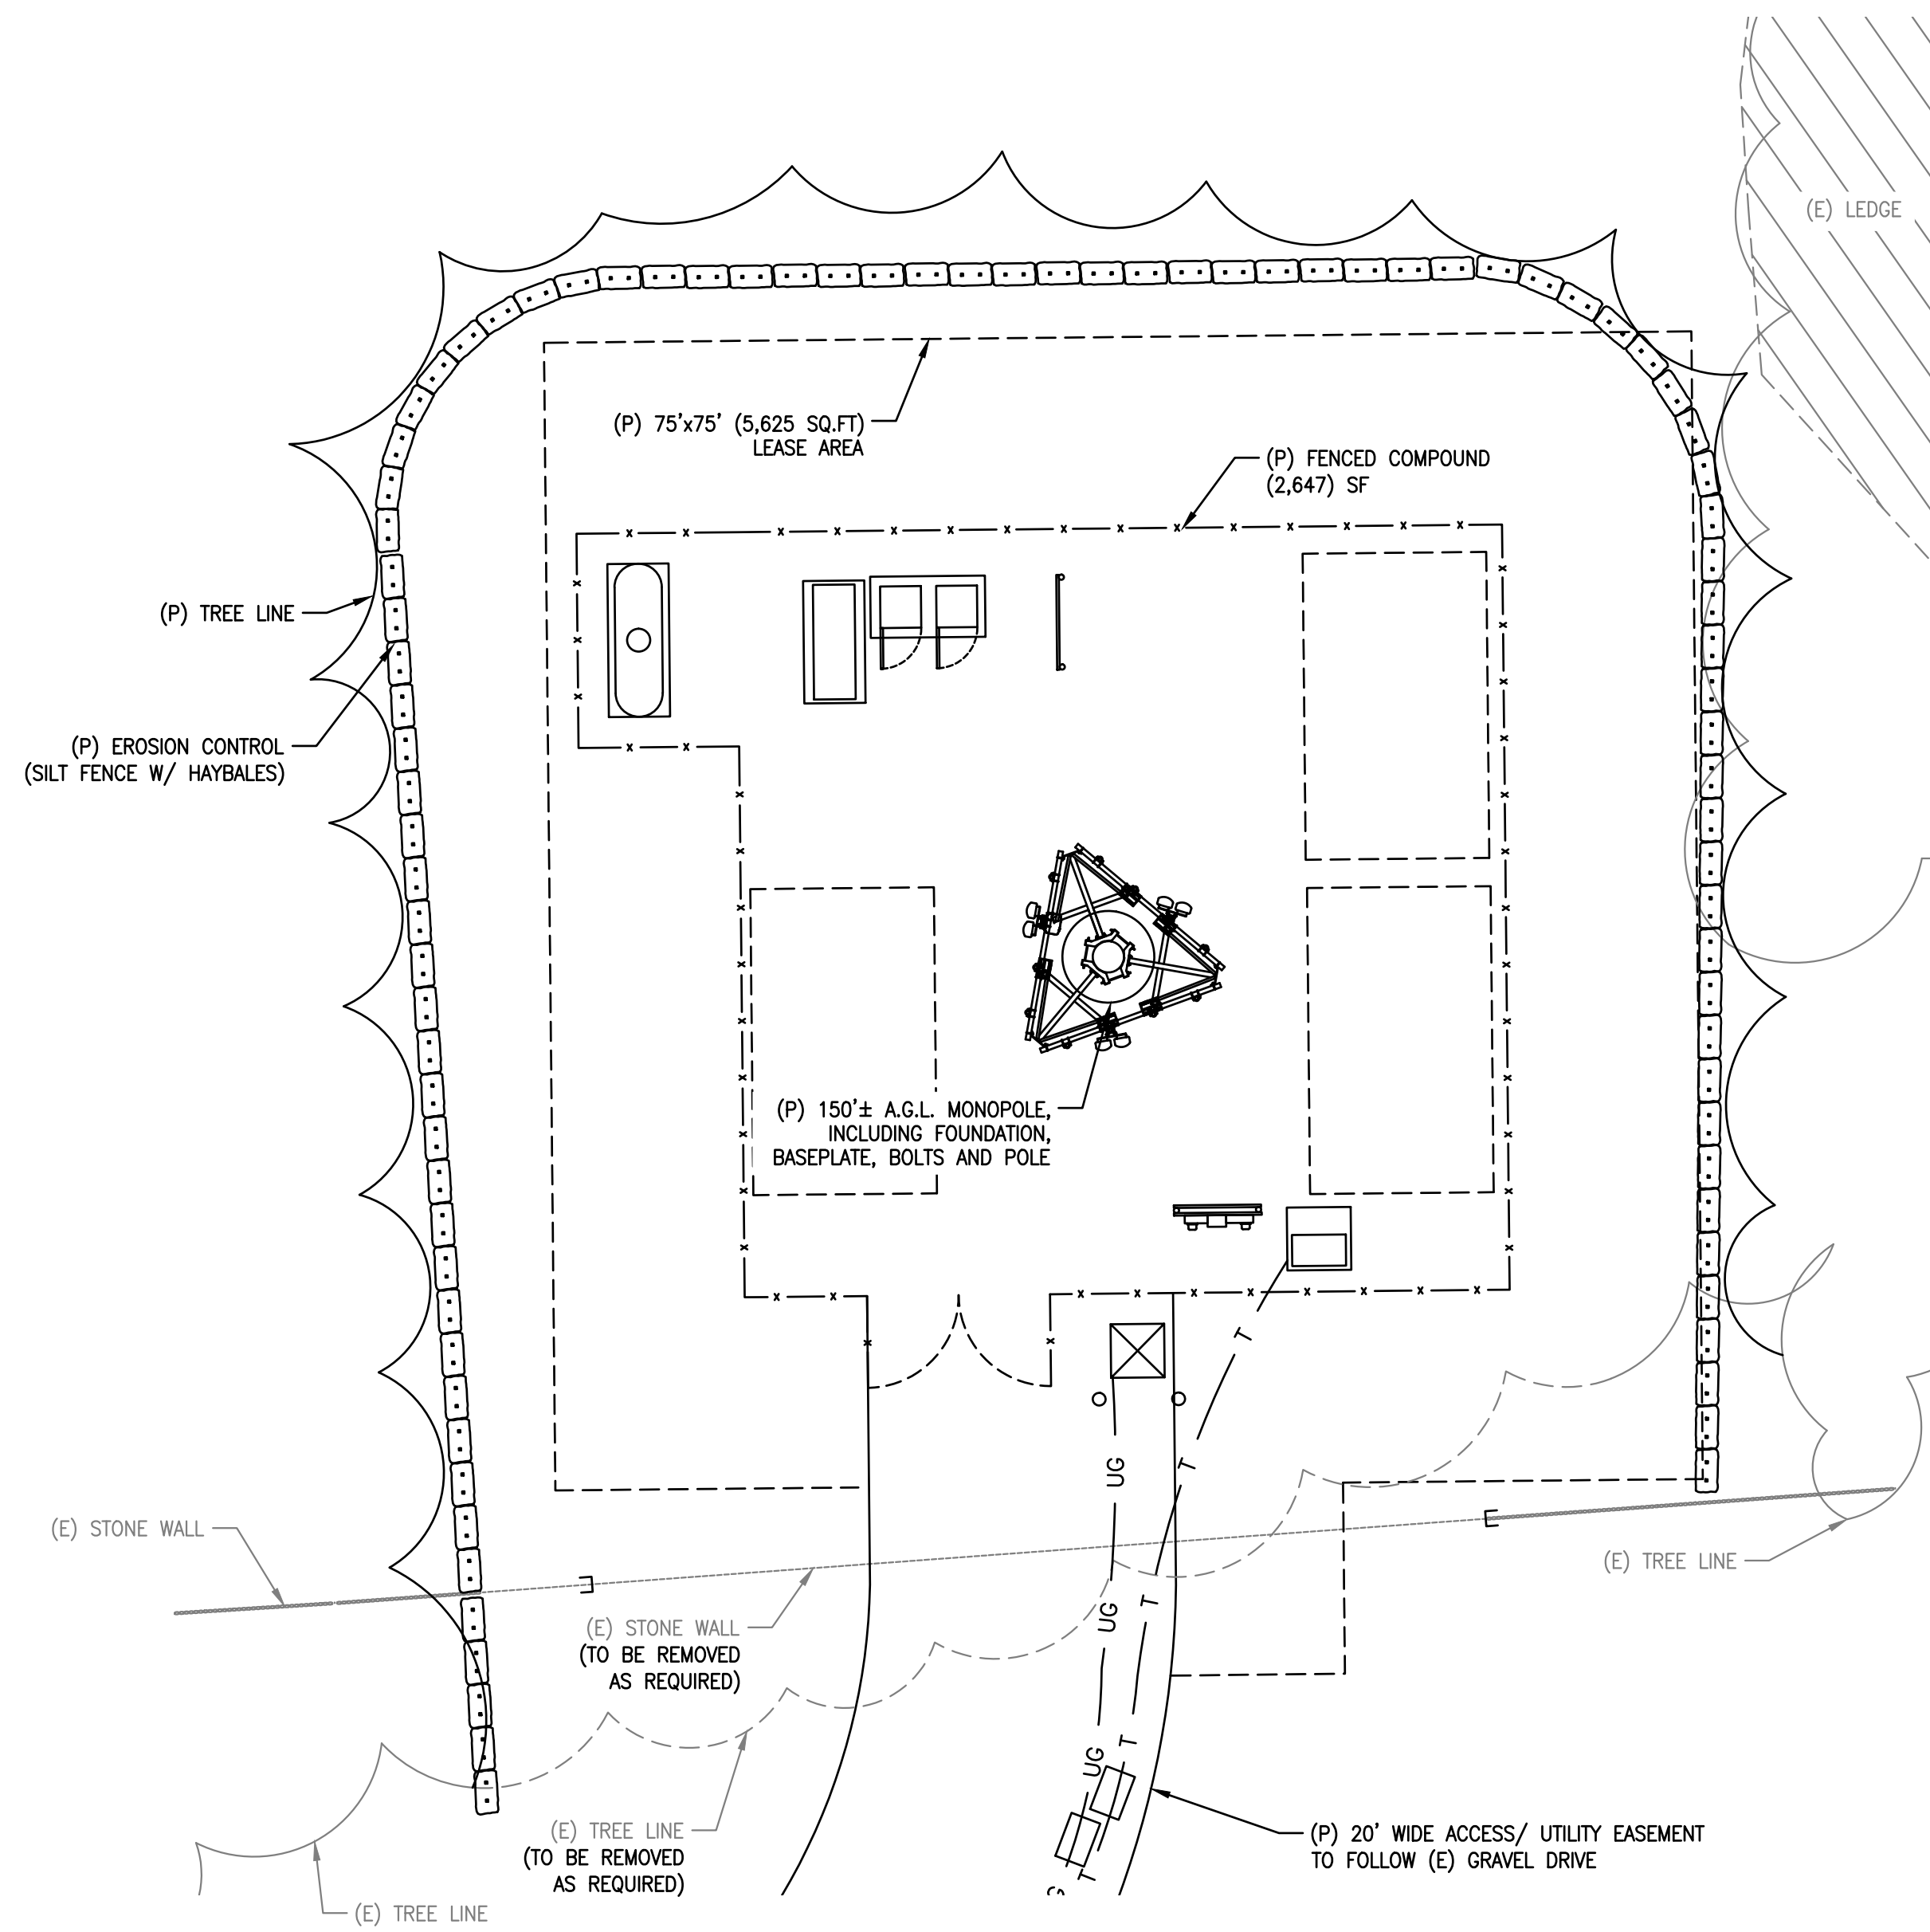 (E) LEDGE
(P) 75'x75' (5,625 SQ.FT)
LEASE AREA
(P) FENCED COMPOUND
(2,647) SF
(P) TREE LINE
(P) EROSION CONTROL
(SILT FENCE W/ HAYBALES)
(P) 150'± A.G.L. MONOPOLE,
INCLUDING FOUNDATION,
BASEPLATE, BOLTS AND POLE
T
UG
T
(E) STONE WALL
(E) TREE LINE
UG
T
(E) STONE WALL
(TO BE REMOVED
AS REQUIRED)
UG
T
(E) TREE LINE
(TO BE REMOVED
AS REQUIRED)
(P) 20' WIDE ACCESS/ UTILITY EASEMENT
TO FOLLOW (E) GRAVEL DRIVE
T
(E) TREE LINE